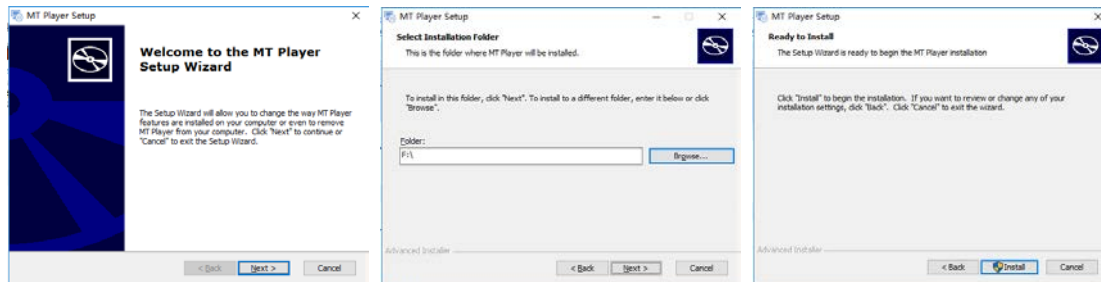 MT Player Setup
Welcome to the MT Player
Setup Wizard
The Setup Wizard will allow you to change the way MT Player
features are installed on your computer or even to remove
MT Player from your computer. Click "Next" to continue or
"Cancel" to exit the Setup Wizard.
< Back
Next >
Cancel
MT Player Setup
Select Installation Folder
This is the folder where MT Player will be installed.
To install in this folder, click "Next". To install to a different folder, enter it below or click
"Browse".
Folder:
F:\
Browse...
Advanced Installer
< Back
Next >
Cancel
MT Player Setup
Ready to Install
The Setup Wizard is ready to begin the MT Player installation
Click "Install" to begin the installation. If you want to review or change any of your
installation settings, click "Back". Click "Cancel" to exit the wizard.
Advanced Installer
< Back
Install
Cancel